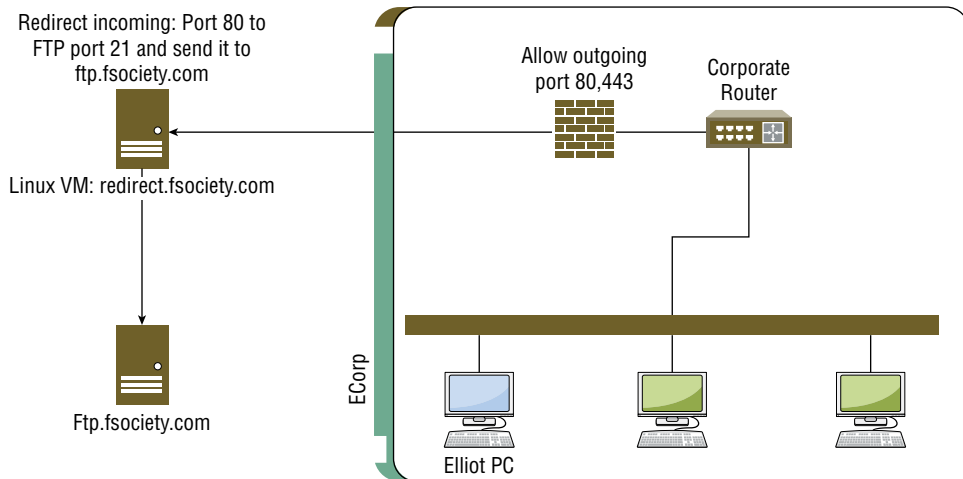 Redirect incoming: Port 80 to
FTP port 21 and send it to
ftp.fsociety.com
Linux VM: redirect.fsociety.com
Ftp.fsociety.com
ECorp
Allow outgoing
port 80,443
Corporate
Router
Elliot PC